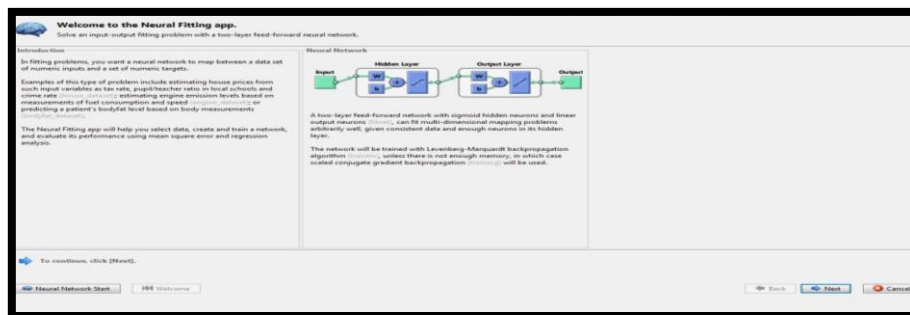 Welcome to the Neural Fitting app.
Solve an input-output fitting problem with a two-layer feed-forward neural network.
Introduction
In fitting problems, you want a neural network to map between a data set
of numeric inputs and a set of numeric targets.
Examples of this type of problem include estimating house prices from
such input variables as tax rate, pupil/teacher ratio in local schools and
crime rate (house_dataset); estimating engine emission levels based on
measurements of fuel consumption and speed (engine_dataset); or
predicting a patient's bodyfat level based on body measurements
(bodyfat_dataset).
The Neural Fitting app will help you select data, create and train a network,
and evaluate its performance using mean square error and regression
analysis.
Neural Network
Hidden Layer
Output Layer
Input
Output
W
b
+
W
b
+
A two-layer feed-forward network with sigmoid hidden neurons and linear
output neurons (fitnet), can fit multi-dimensional mapping problems
arbitrarily well, given consistent data and enough neurons in its hidden
layer.
The network will be trained with Levenberg-Marquardt backpropagation
algorithm (trainlm), unless there is not enough memory, in which case
scaled conjugate gradient backpropagation (trainscg) will be used.
To continue, click [Next].
Neural Network Start
Welcome
Back
Next
Cancel